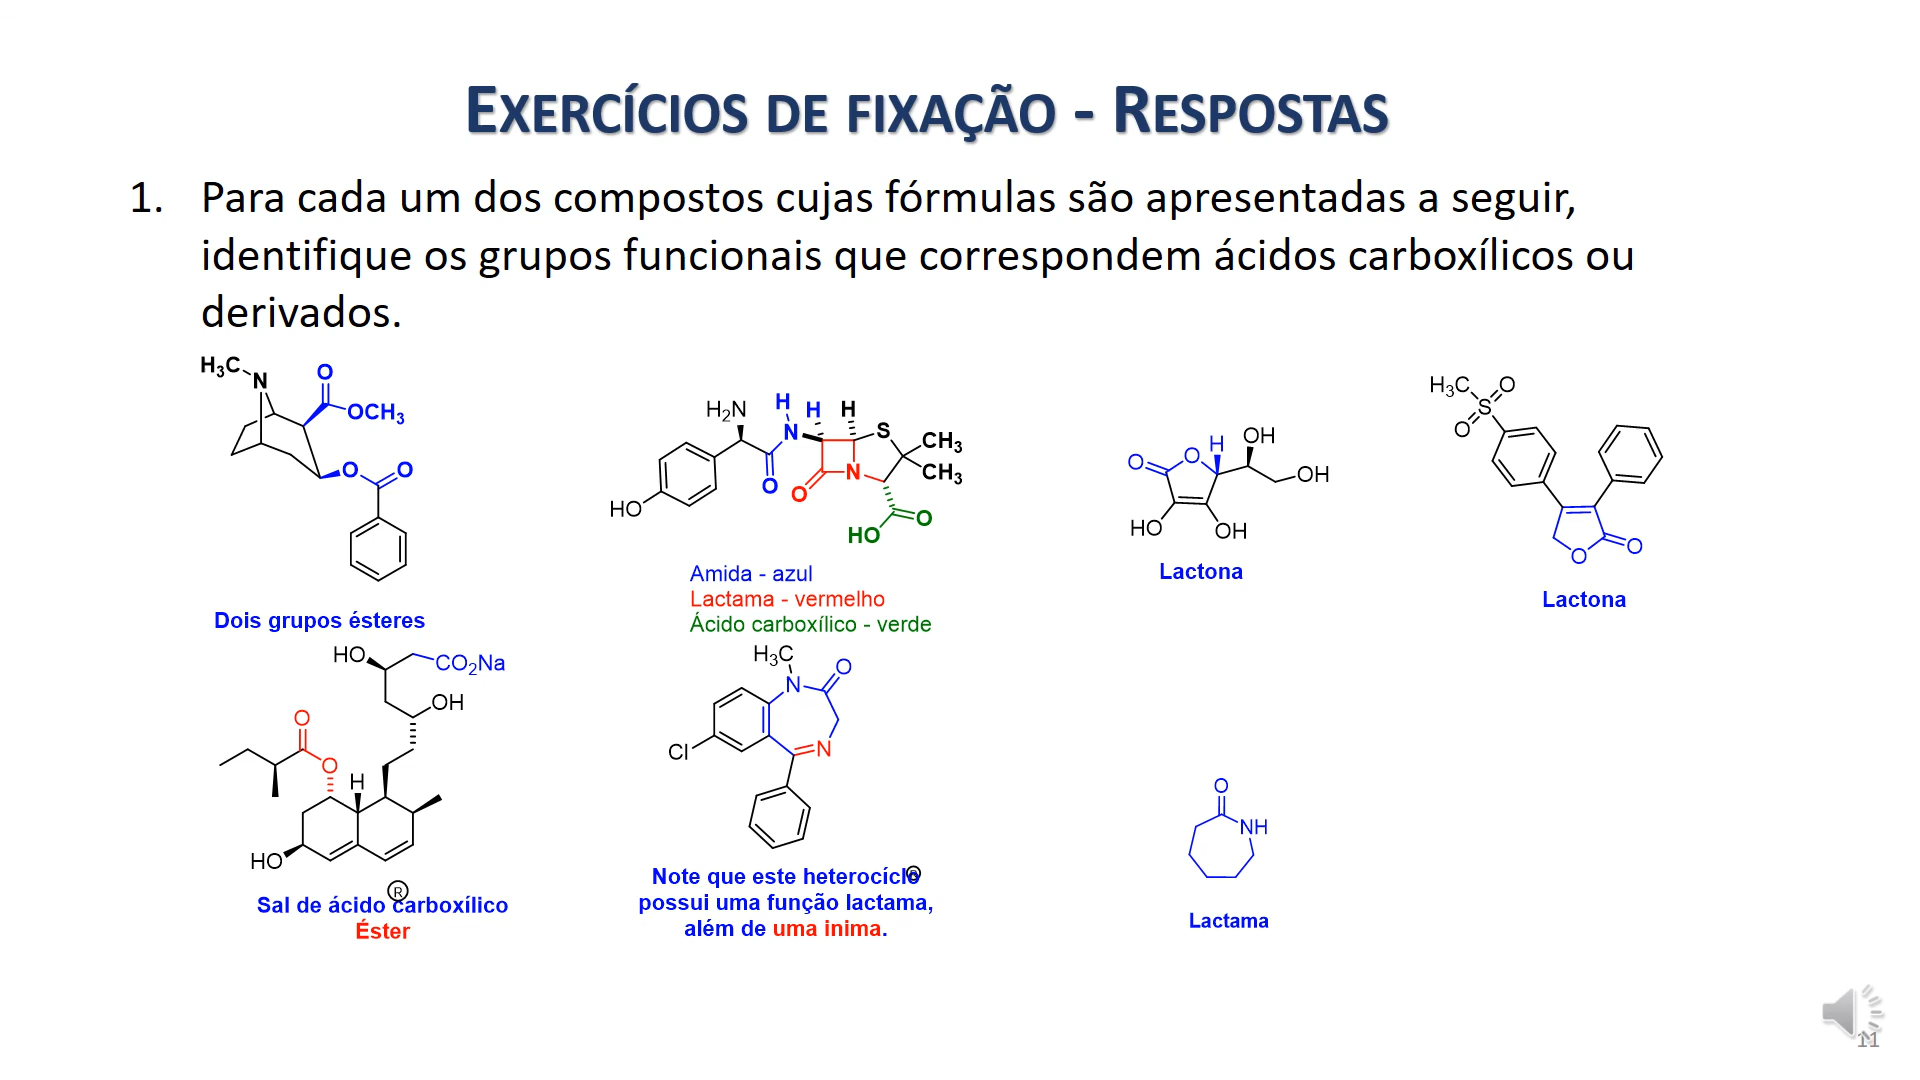 EXERCÍCIOS DE FIXAÇÃO - RESPOSTAS
1. Para cada um dos compostos cujas fórmulas são apresentadas a seguir,
identifique os grupos funcionais que correspondem ácidos carboxílicos ou
derivados.
H₃C N O OCH₃ O O
Dois grupos ésteres
H₂N H H H N S CH₃ CH₃ O O N HO O HO
Amida - azul
Lactama - vermelho
Ácido carboxílico - verde
O O H OH OH HO OH
Lactona
H₃C O S O O O
Lactona
HO CO₂Na OH O O H HO
®
Sal de ácido carboxílico
Éster
H₃C N O N Cl
®
Note que este heterocíclo
possui uma função lactama,
além de uma inima.
O NH
Lactama
11